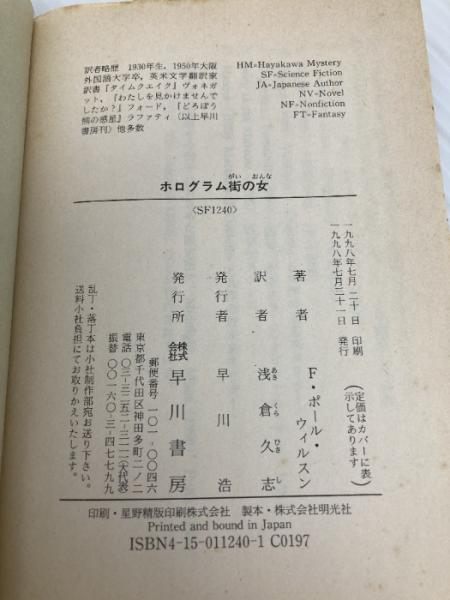 訳者略歴 1930年生，1950年大阪
外国語大学卒，英米文学翻訳家
訳書『タイムクエイク』ヴォネガ
ット，『わたしを見かけませんで
したか？』フォード，『どろぼう
熊の惑星』ラファティ（以上早川
書房刊）他多数
HM=Hayakawa Mystery
SF=Science Fiction
JA=Japanese Author
NV=Novel
NF=Nonfiction
FT=Fantasy
がい おんな
ホログラム街の女
〈SF1240〉
一九九八年七月二十日 印刷
一九九八年七月三十一日 発行
（定価はカバーに表
示してあります）
著者 F・ポール・ウィルスン
訳者 浅倉久志
あさ くら ひさ し
発行者 早川浩
発行所 株式会社 早川書房
郵便番号 一〇一-〇〇四六
東京都千代田区神田多町二ノ二
電話 〇三-三二五二-三一一一（大代表）
振替 〇〇一六〇-三-四七七九九
乱丁・落丁本は小社制作部宛お送り下さい。
送料小社負担にてお取りかえいたします。
印刷・星野精版印刷株式会社 製本・株式会社明光社
Printed and bound in Japan
ISBN4-15-011240-1 C0197